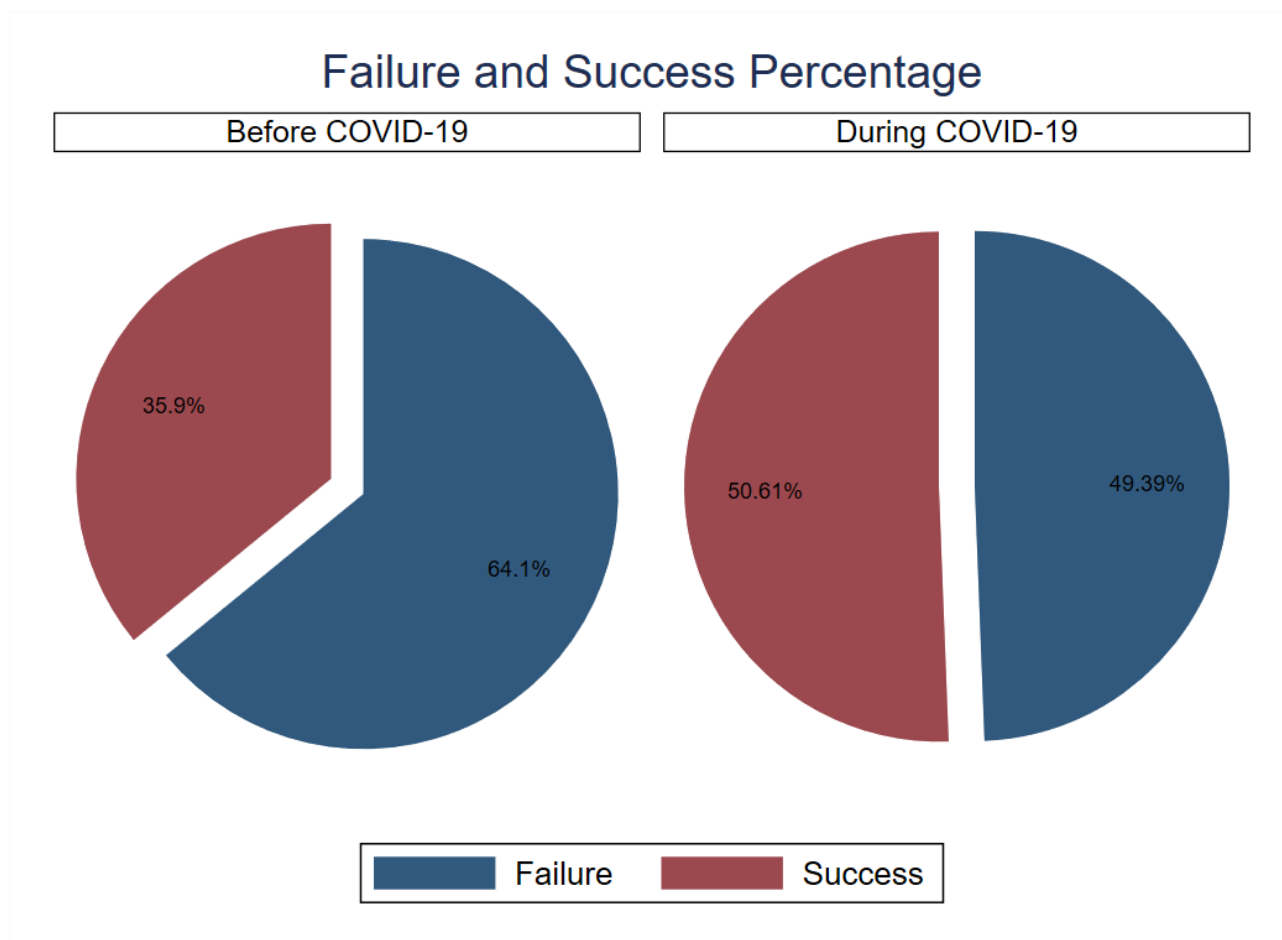 Failure and Success Percentage
Before COVID-19
During COVID-19
35.9%
64.1%
50.61%
49.39%
Failure
Success